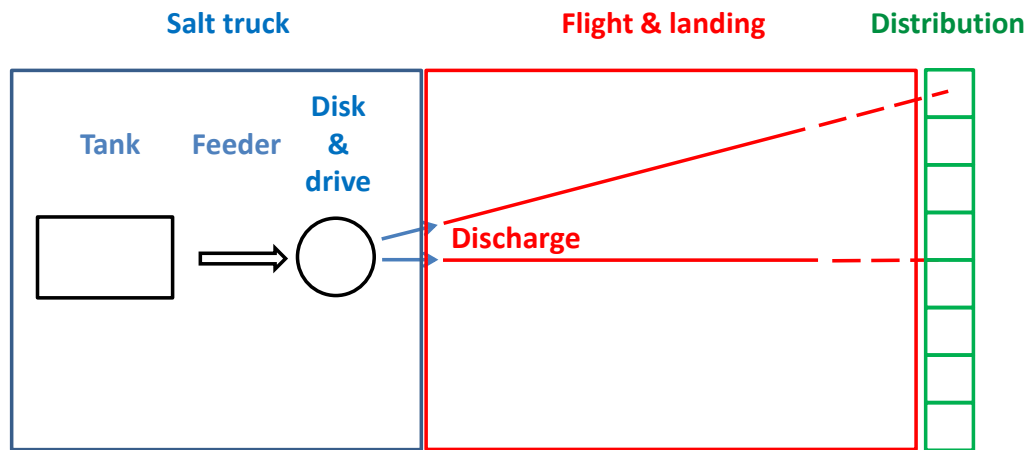 Salt truck
Flight & landing
Distribution
Tank
Feeder
Disk
&
drive
Discharge